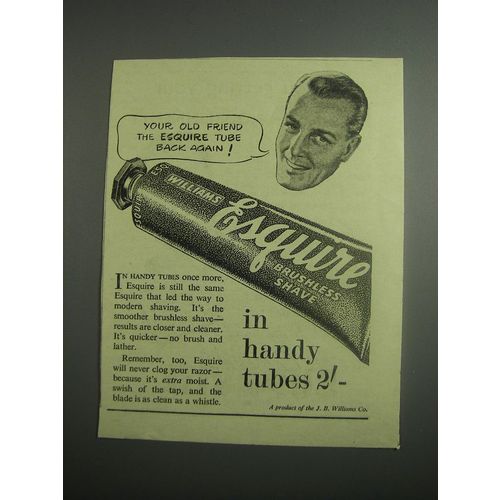 YOUR OLD FRIEND
THE ESQUIRE TUBE
BACK AGAIN!
WILLIAMS
Esquire
BRUSHLESS
SHAVE
IN HANDY TUBES once more,
Esquire is still the same
Esquire that led the way to
modern shaving. It's the
smoother brushless shave—
results are closer and cleaner.
It's quicker—no brush and
lather.
Remember, too, Esquire
will never clog your razor—
because it's extra moist. A
swish of the tap, and the
blade is as clean as a whistle.
in
handy
tubes 2/-
A product of the J. B. Williams Co.